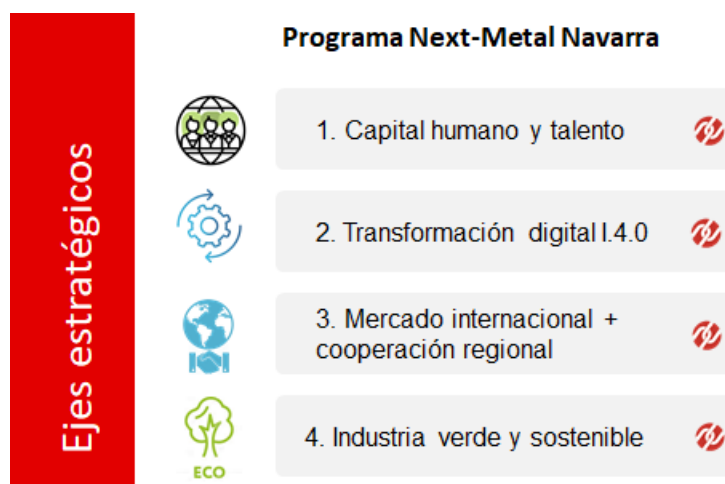 Programa Next-Metal Navarra
Ejes estratégicos
1. Capital humano y talento
2. Transformación digital I.4.0
3. Mercado internacional +
cooperación regional
4. Industria verde y sostenible
ECO